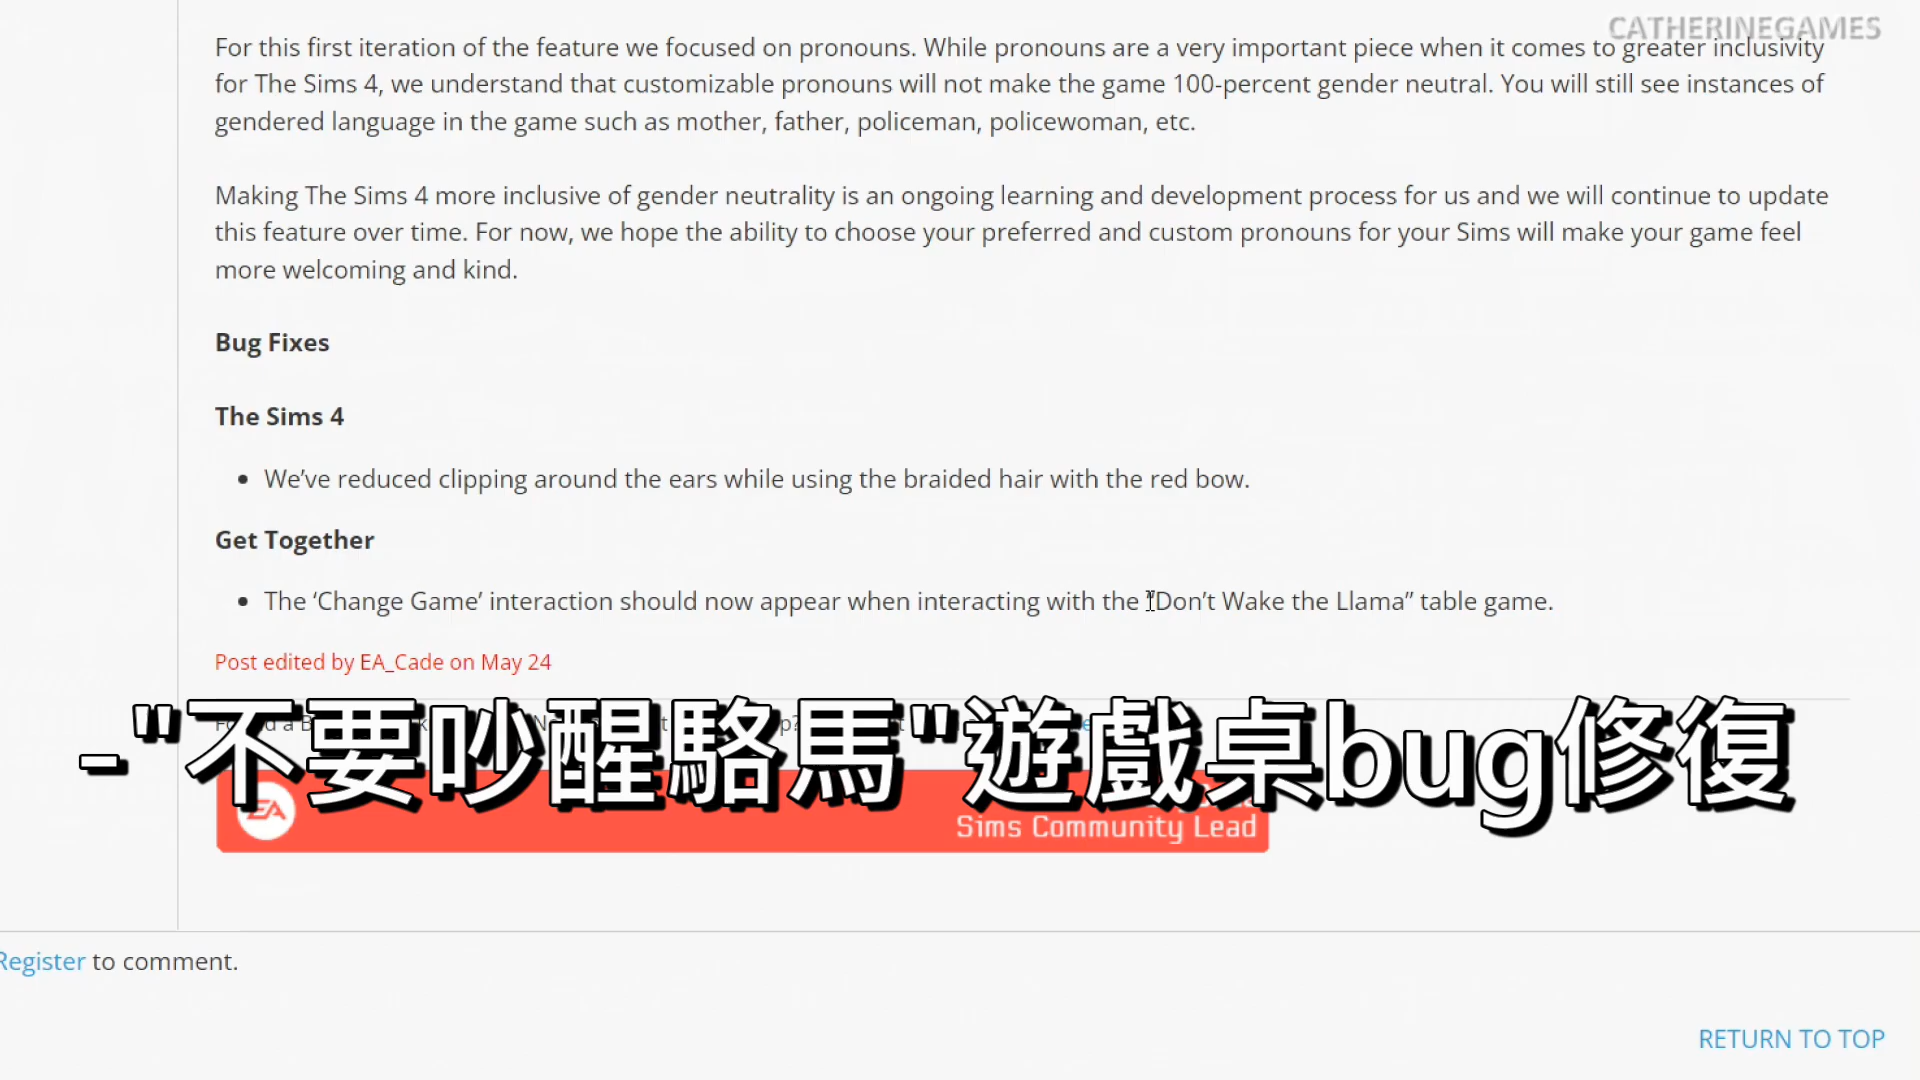 CATHERINEGAMES
For this first iteration of the feature we focused on pronouns. While pronouns are a very important piece when it comes to greater inclusivity
for The Sims 4, we understand that customizable pronouns will not make the game 100-percent gender neutral. You will still see instances of
gendered language in the game such as mother, father, policeman, policewoman, etc.
Making The Sims 4 more inclusive of gender neutrality is an ongoing learning and development process for us and we will continue to update
this feature over time. For now, we hope the ability to choose your preferred and custom pronouns for your Sims will make your game feel
more welcoming and kind.
Bug Fixes
The Sims 4
• We’ve reduced clipping around the ears while using the braided hair with the red bow.
Get Together
• The ‘Change Game’ interaction should now appear when interacting with the “Don’t Wake the Llama” table game.
Post edited by EA_Cade on May 24
-"不要吵醒駱馬"遊戲桌bug修復
EA
Sims Community Lead
Register to comment.
RETURN TO TOP